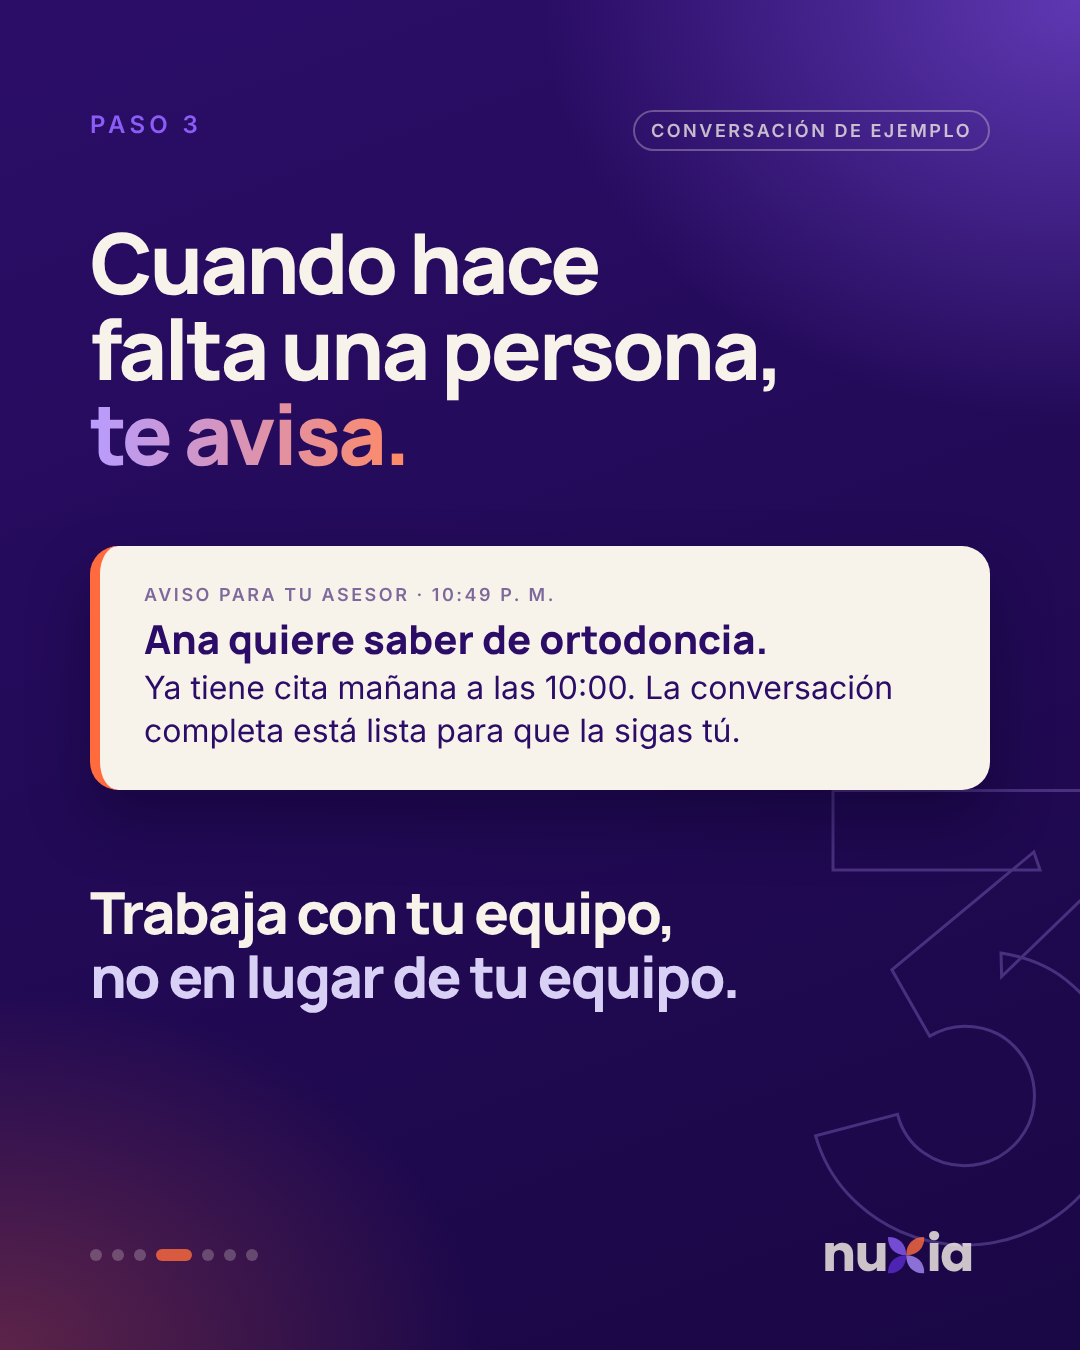 PASO 3
CONVERSACIÓN DE EJEMPLO
Cuando hace
falta una persona,
te avisa.
AVISO PARA TU ASESOR · 10:49 P. M.
Ana quiere saber de ortodoncia.
Ya tiene cita mañana a las 10:00. La conversación
completa está lista para que la sigas tú.
Trabaja con tu equipo,
no en lugar de tu equipo.
3
nuxia